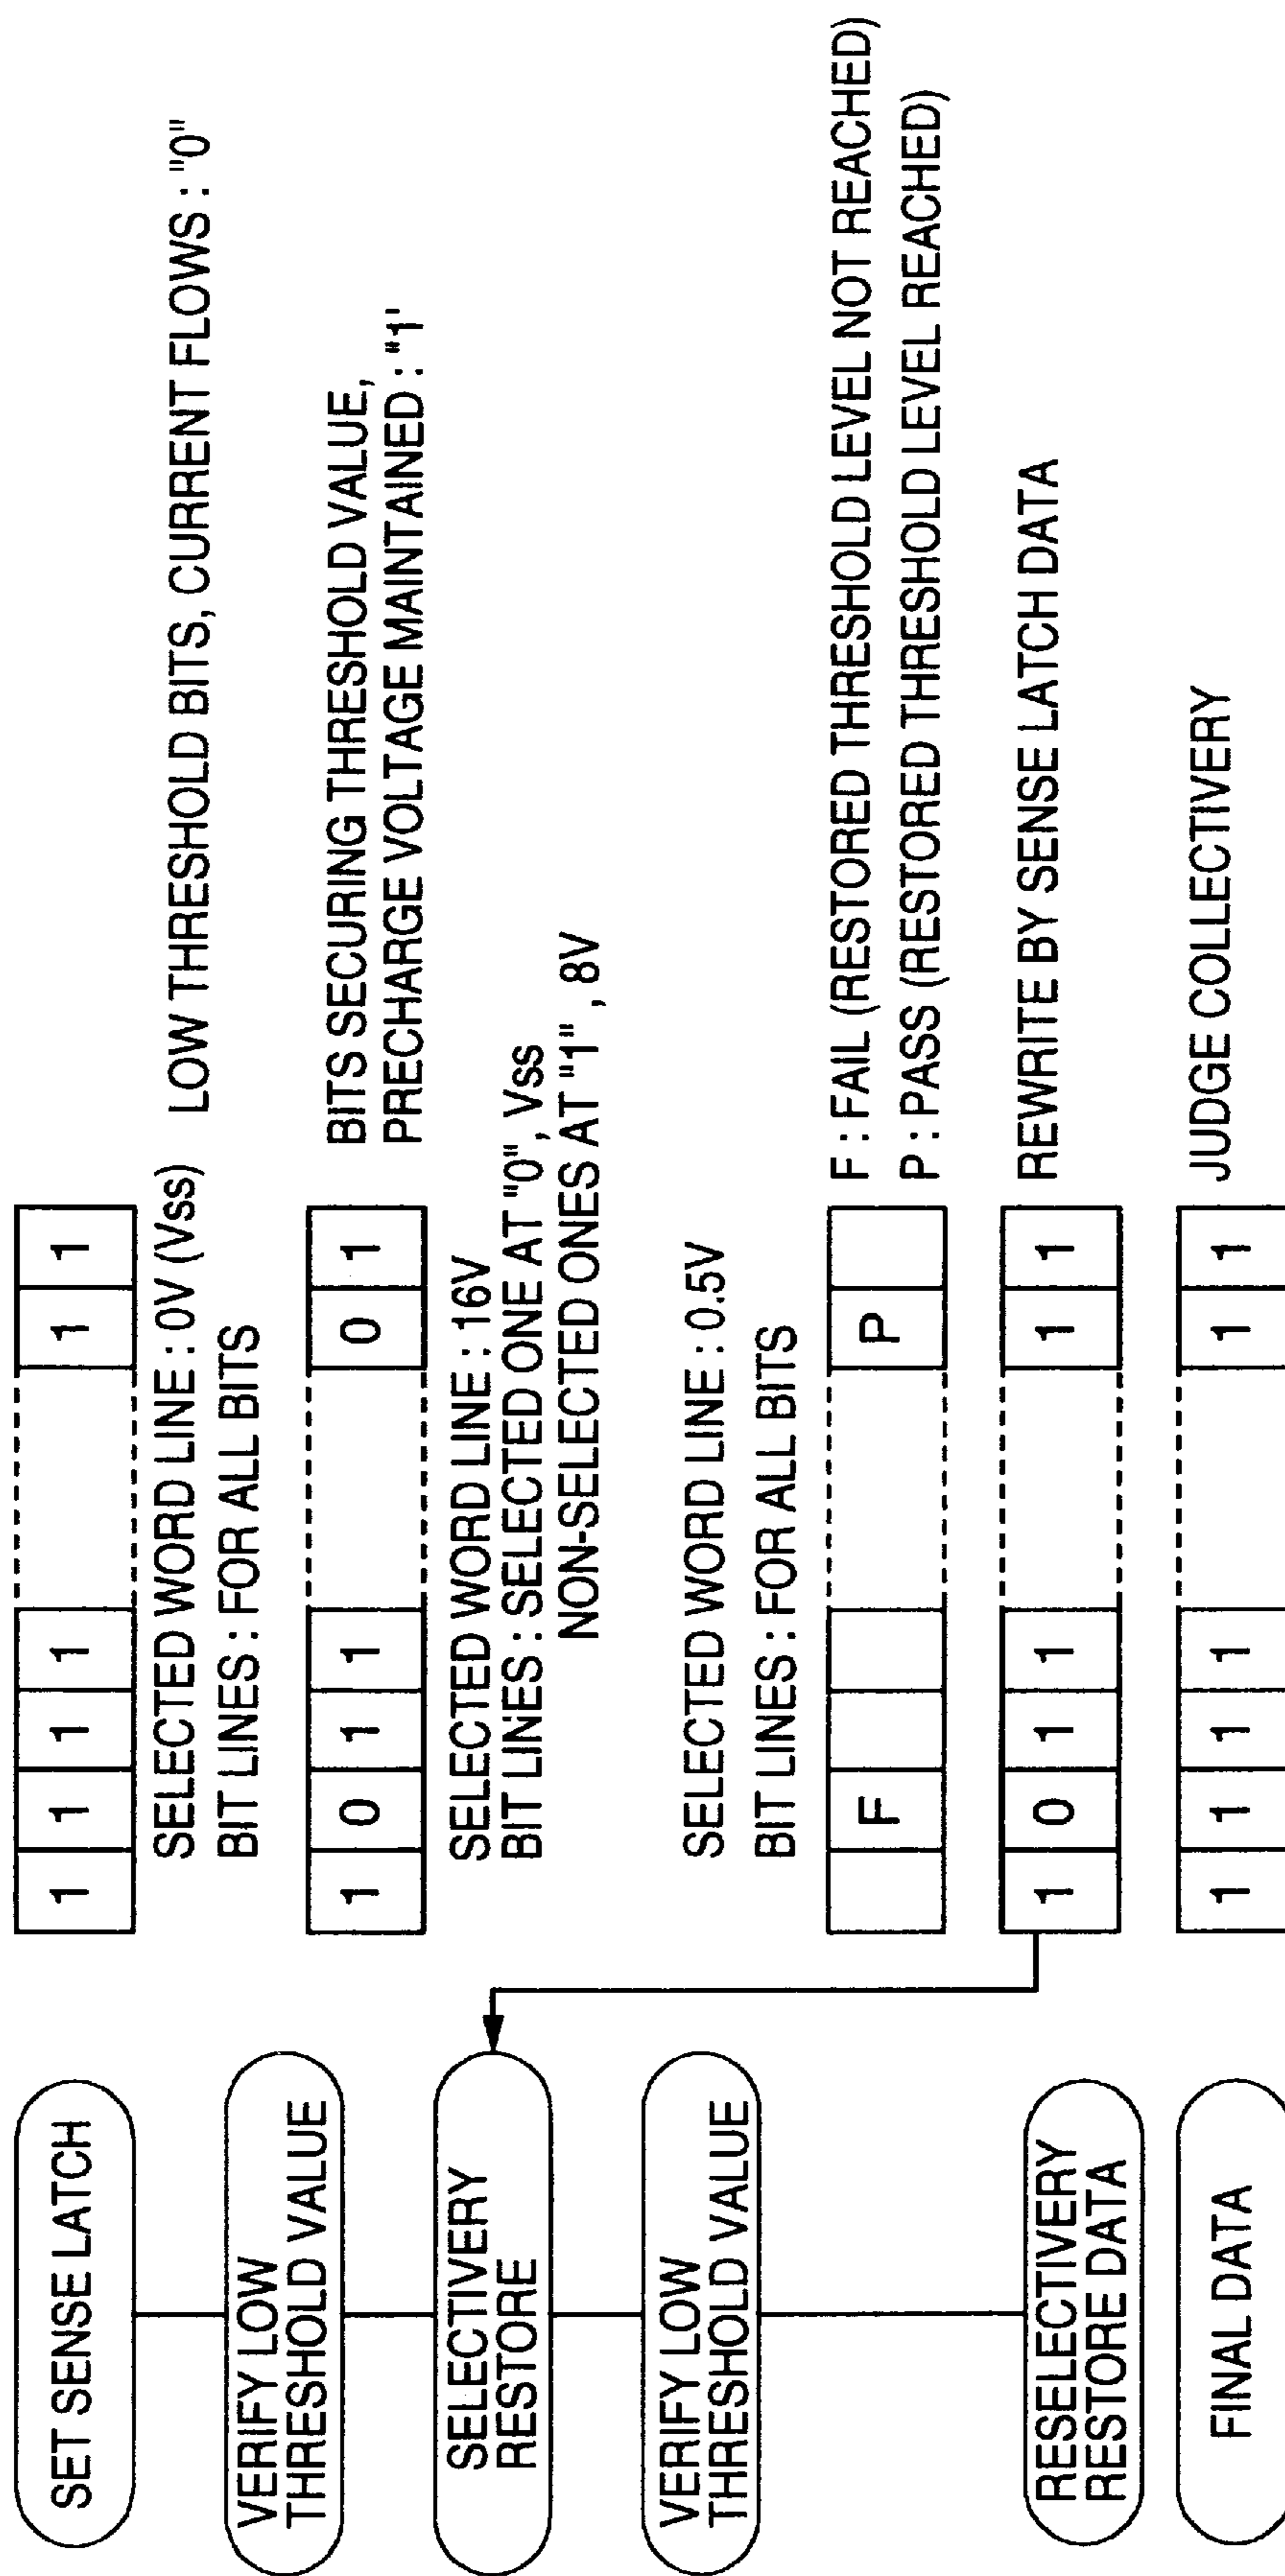 SET SENSE LATCH
1 1 1 1 1 1
SELECTED WORD LINE : 0V (Vss)
BIT LINES : FOR ALL BITS
LOW THRESHOLD BITS, CURRENT FLOWS : "0"
VERIFY LOW
THRESHOLD VALUE
1 0 1 1 0 1
BITS SECURING THRESHOLD VALUE,
PRECHARGE VOLTAGE MAINTAINED : "1'
SELECTIVERY
RESTORE
SELECTED WORD LINE : 16V
BIT LINES : SELECTED ONE AT "0", Vss
NON-SELECTED ONES AT "1" , 8V
VERIFY LOW
THRESHOLD VALUE
SELECTED WORD LINE : 0.5V
BIT LINES : FOR ALL BITS
F P
F : FAIL (RESTORED THRESHOLD LEVEL NOT REACHED)
P : PASS (RESTORED THRESHOLD LEVEL REACHED)
RESELECTIVERY
RESTORE DATA
1 0 1 1 1 1
REWRITE BY SENSE LATCH DATA
FINAL DATA
1 1 1 1 1 1
JUDGE COLLECTIVERY